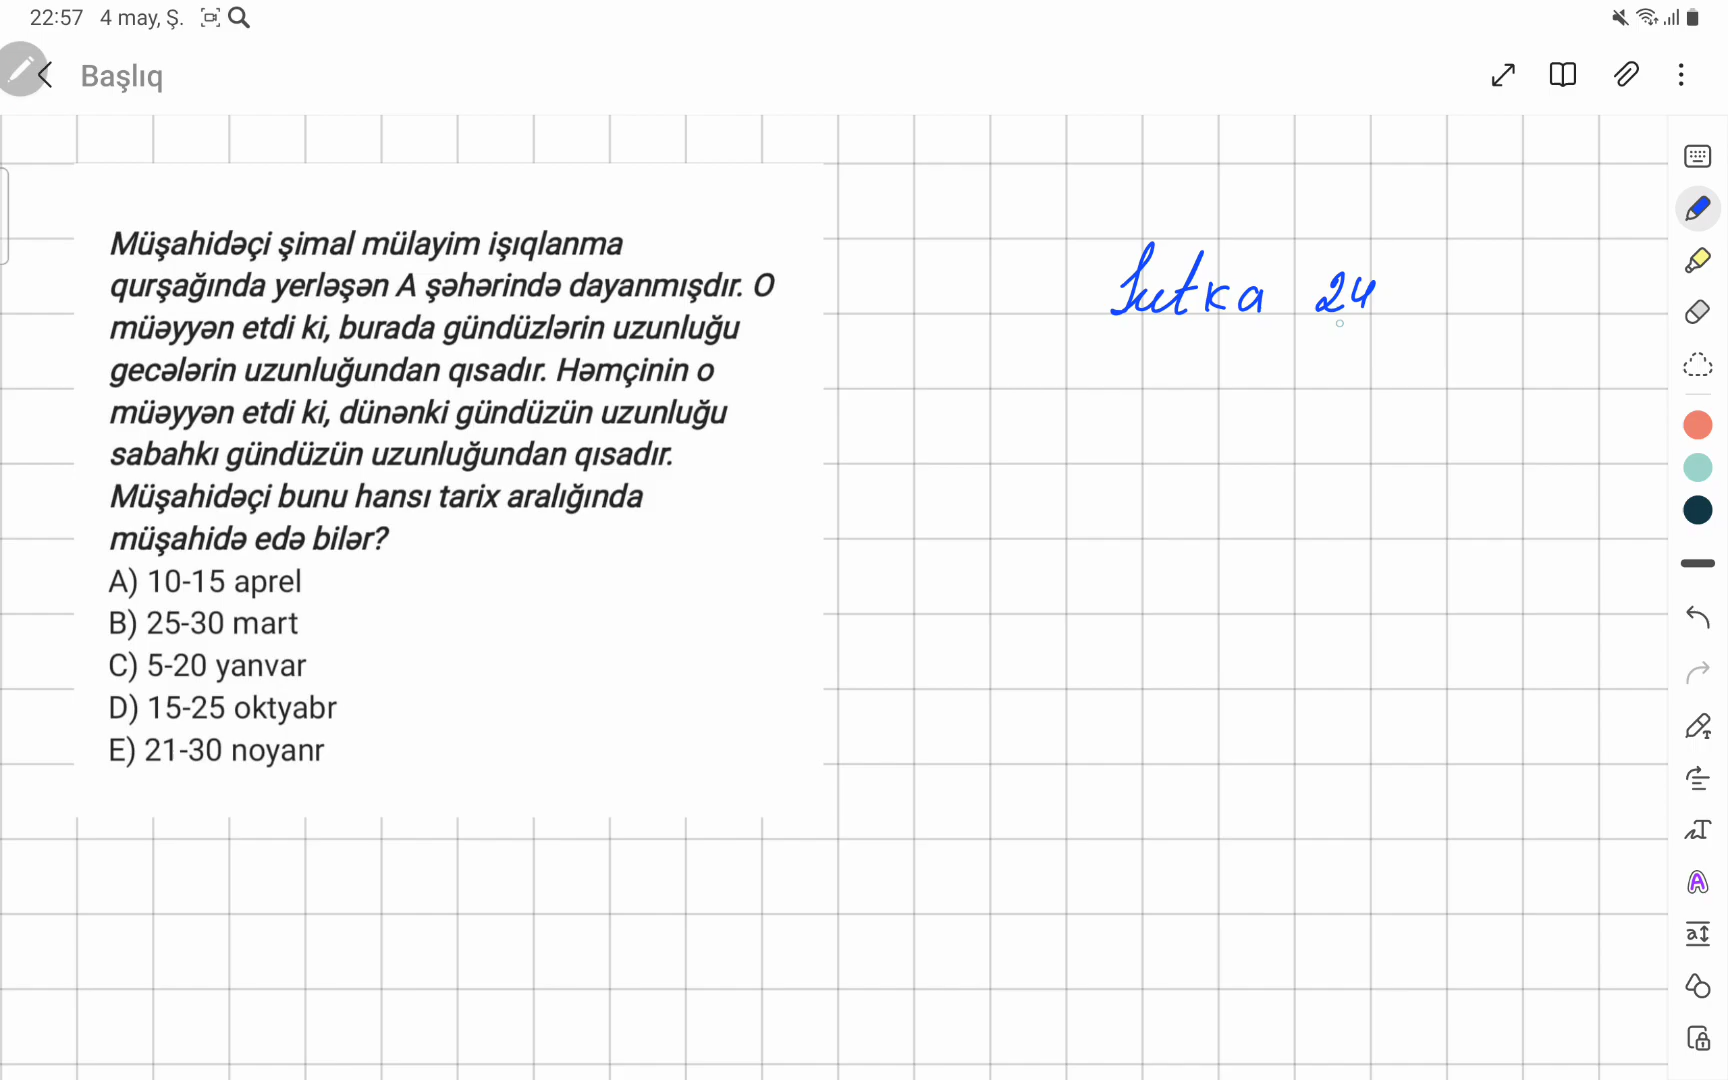 22:57 4 may, Ş.
Başlıq
Müşahidəçi şimal mülayim işıqlanma
qurşağında yerləşən A şəhərində dayanmışdır. O
müəyyən etdi ki, burada gündüzlərin uzunluğu
gecələrin uzunluğundan qısadır. Həmçinin o
müəyyən etdi ki, dünənki gündüzün uzunluğu
sabahkı gündüzün uzunluğundan qısadır.
Müşahidəçi bunu hansı tarix aralığında
müşahidə edə bilər?
A) 10-15 aprel
B) 25-30 mart
C) 5-20 yanvar
D) 15-25 oktyabr
E) 21-30 noyanr
Sutka 24